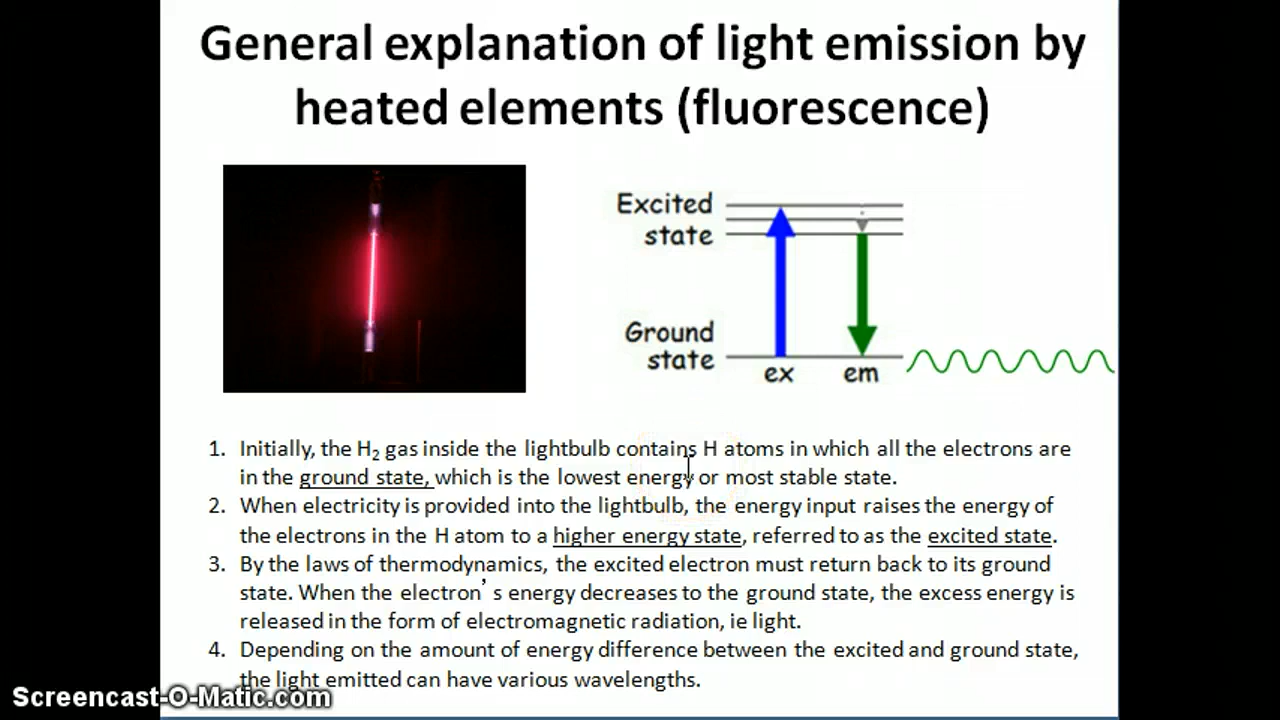 General explanation of light emission by
heated elements (fluorescence)
Excited
state
Ground
state
ex em
1. Initially, the H₂ gas inside the lightbulb contains H atoms in which all the electrons are
in the ground state, which is the lowest energy or most stable state.
2. When electricity is provided into the lightbulb, the energy input raises the energy of
the electrons in the H atom to a higher energy state, referred to as the excited state.
3. By the laws of thermodynamics, the excited electron must return back to its ground
state. When the electron’s energy decreases to the ground state, the excess energy is
released in the form of electromagnetic radiation, ie light.
4. Depending on the amount of energy difference between the excited and ground state,
the light emitted can have various wavelengths.
Screencast-O-Matic.com